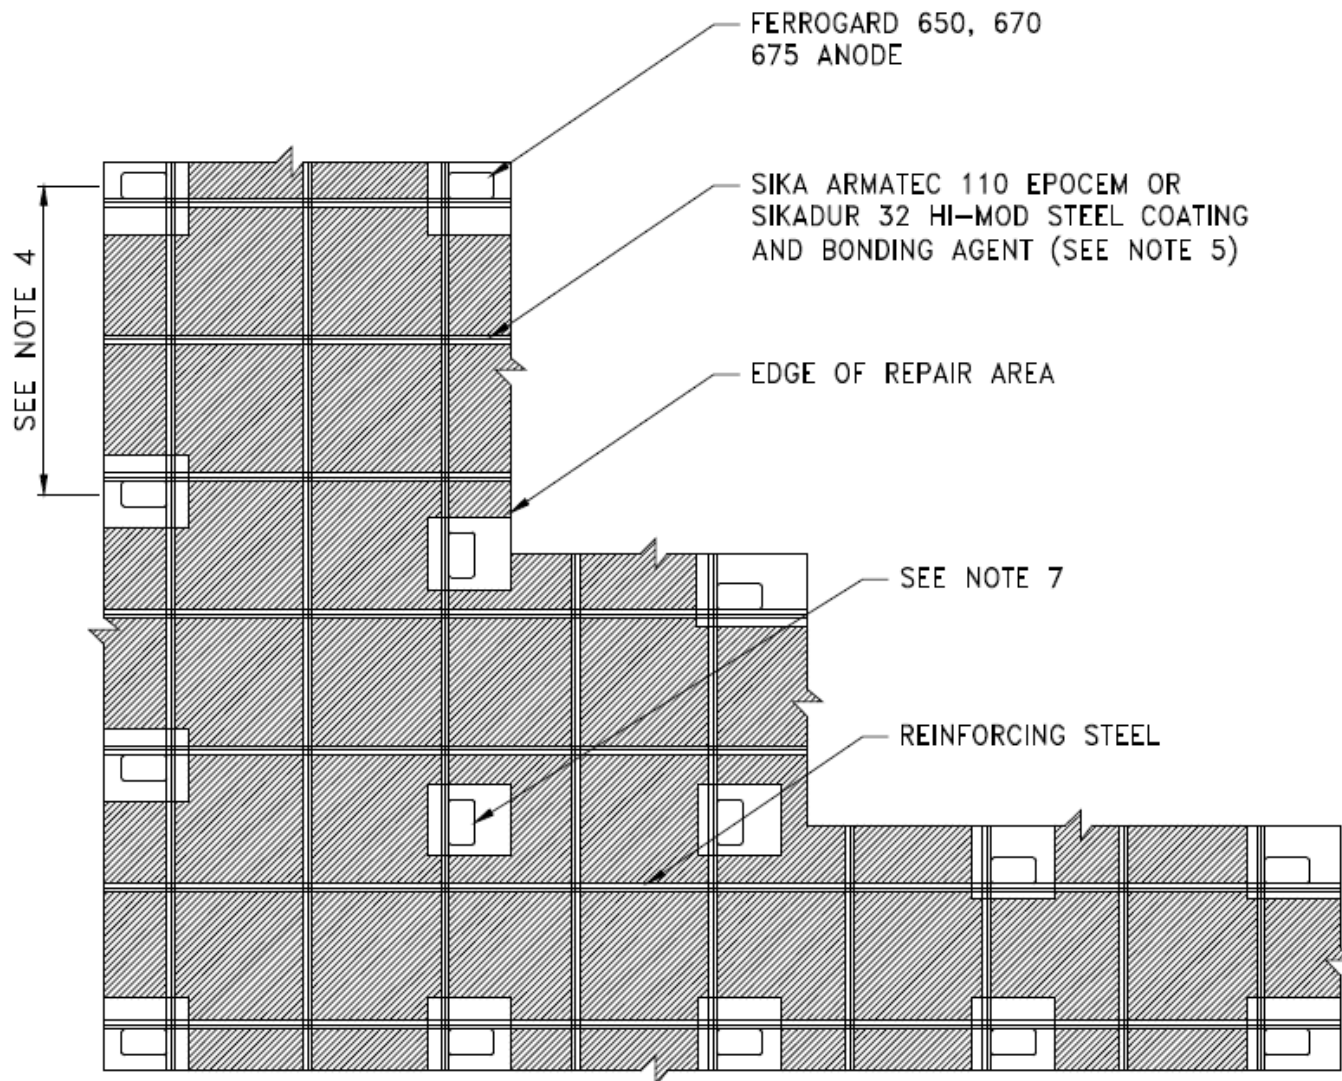 FERROGARD 650, 670
675 ANODE
SIKA ARMATEC 110 EPOCEM OR
SIKADUR 32 HI-MOD STEEL COATING
AND BONDING AGENT (SEE NOTE 5)
SEE NOTE 4
EDGE OF REPAIR AREA
SEE NOTE 7
REINFORCING STEEL